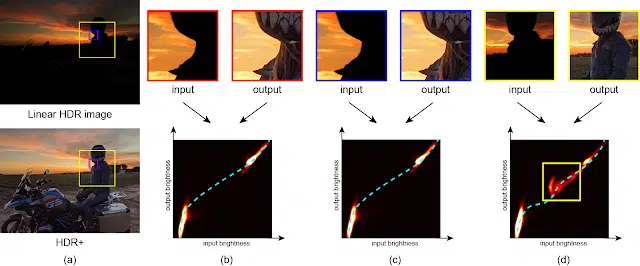 input
output
input
output
input
output
Linear HDR image
output brightness
input brightness
output brightness
input brightness
output brightness
input brightness
HDR+
(a)
(b)
(c)
(d)